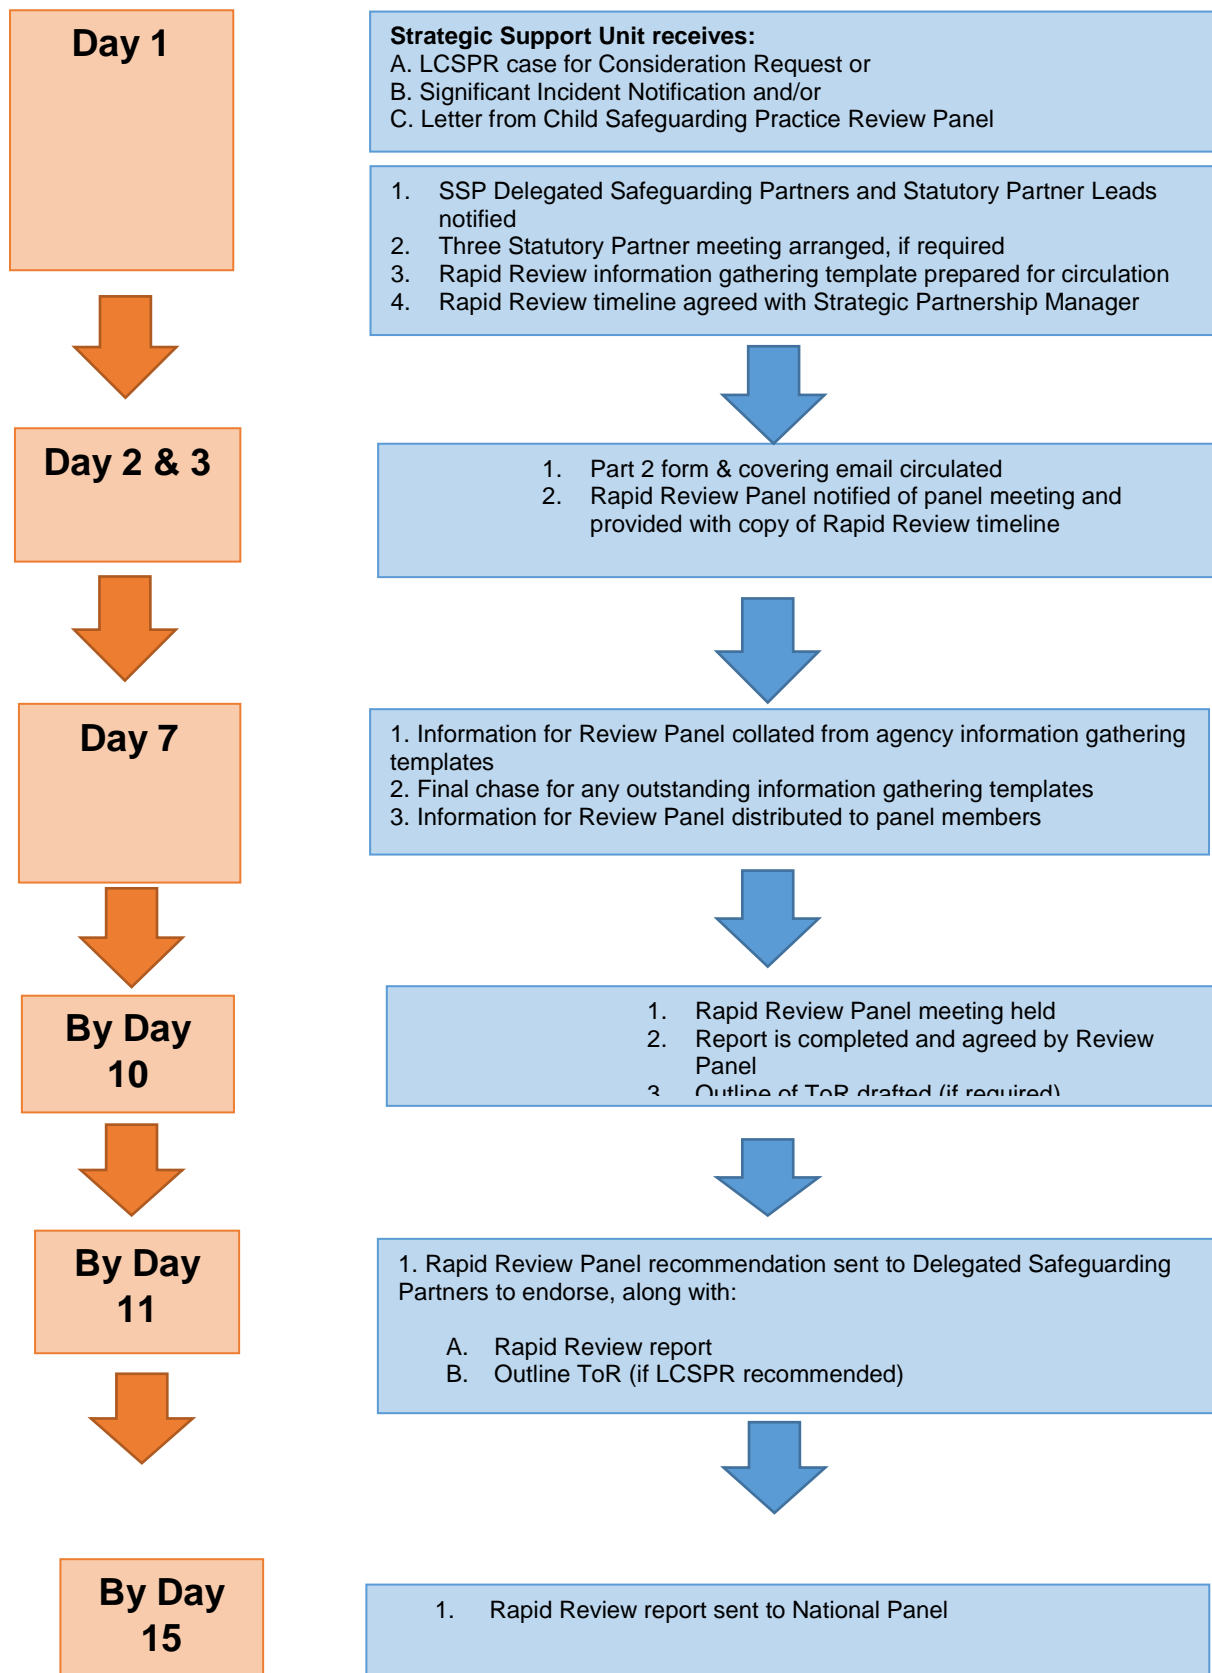 Day 1
Strategic Support Unit receives:
A. LCSPR case for Consideration Request or
B. Significant Incident Notification and/or
C. Letter from Child Safeguarding Practice Review Panel
1. SSP Delegated Safeguarding Partners and Statutory Partner Leads
notified
2. Three Statutory Partner meeting arranged, if required
3. Rapid Review information gathering template prepared for circulation
4. Rapid Review timeline agreed with Strategic Partnership Manager
Day 2 & 3
1. Part 2 form & covering email circulated
2. Rapid Review Panel notified of panel meeting and
provided with copy of Rapid Review timeline
Day 7
1. Information for Review Panel collated from agency information gathering
templates
2. Final chase for any outstanding information gathering templates
3. Information for Review Panel distributed to panel members
By Day
10
1. Rapid Review Panel meeting held
2. Report is completed and agreed by Review
Panel
3. Outline of ToR drafted (if required)
By Day
11
1. Rapid Review Panel recommendation sent to Delegated Safeguarding
Partners to endorse, along with:
A. Rapid Review report
B. Outline ToR (if LCSPR recommended)
By Day
15
1. Rapid Review report sent to National Panel